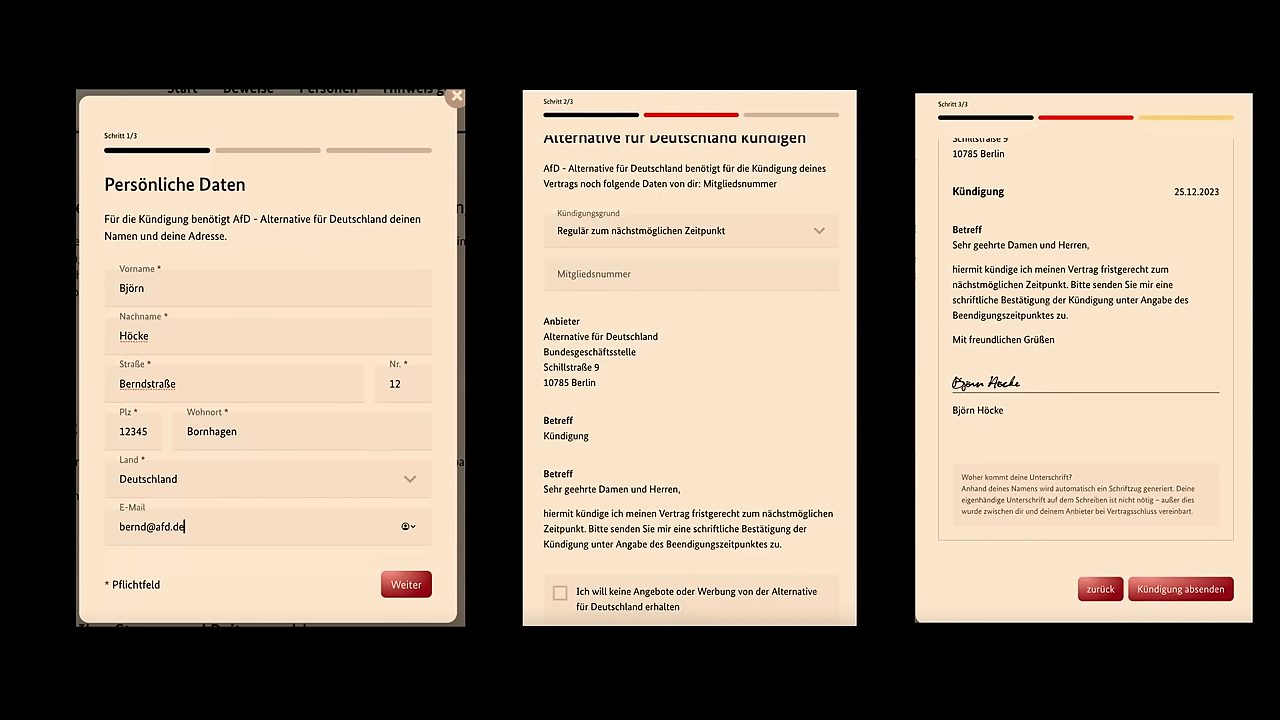 Start Beweise Personen
Schritt 1/3
Persönliche Daten
Für die Kündigung benötigt AfD - Alternative für Deutschland deinen
Namen und deine Adresse.
Vorname *
Björn
Nachname *
Höcke
Straße *
Nr. *
Berndstraße
12
Plz *
Wohnort *
12345
Bornhagen
Land *
Deutschland
E-Mail
bernd@afd.de
* Pflichtfeld
Weiter
Schritt 2/3
Alternative für Deutschland kündigen
AfD - Alternative für Deutschland benötigt für die Kündigung deines
Vertrags noch folgende Daten von dir: Mitgliedsnummer
Kündigungsgrund
Regulär zum nächstmöglichen Zeitpunkt
Mitgliedsnummer
Anbieter
Alternative für Deutschland
Bundesgeschäftsstelle
Schillstraße 9
10785 Berlin
Betreff
Kündigung
Betreff
Sehr geehrte Damen und Herren,
hiermit kündige ich meinen Vertrag fristgerecht zum nächstmöglichen
Zeitpunkt. Bitte senden Sie mir eine schriftliche Bestätigung der
Kündigung unter Angabe des Beendigungszeitpunktes zu.
Ich will keine Angebote oder Werbung von der Alternative
für Deutschland erhalten
Schritt 3/3
Schillstraße 9
10785 Berlin
Kündigung 25.12.2023
Betreff
Sehr geehrte Damen und Herren,
hiermit kündige ich meinen Vertrag fristgerecht zum
nächstmöglichen Zeitpunkt. Bitte senden Sie mir eine
schriftliche Bestätigung der Kündigung unter Angabe des
Beendigungszeitpunktes zu.
Mit freundlichen Grüßen
Björn Höcke
Björn Höcke
Woher kommt deine Unterschrift?
Anhand deines Namens wird automatisch ein Schriftzug generiert. Deine
eigenhändige Unterschrift auf dem Schreiben ist nicht nötig – außer dies
wurde zwischen dir und deinem Anbieter bei Vertragsschluss vereinbart.
zurück
Kündigung absenden